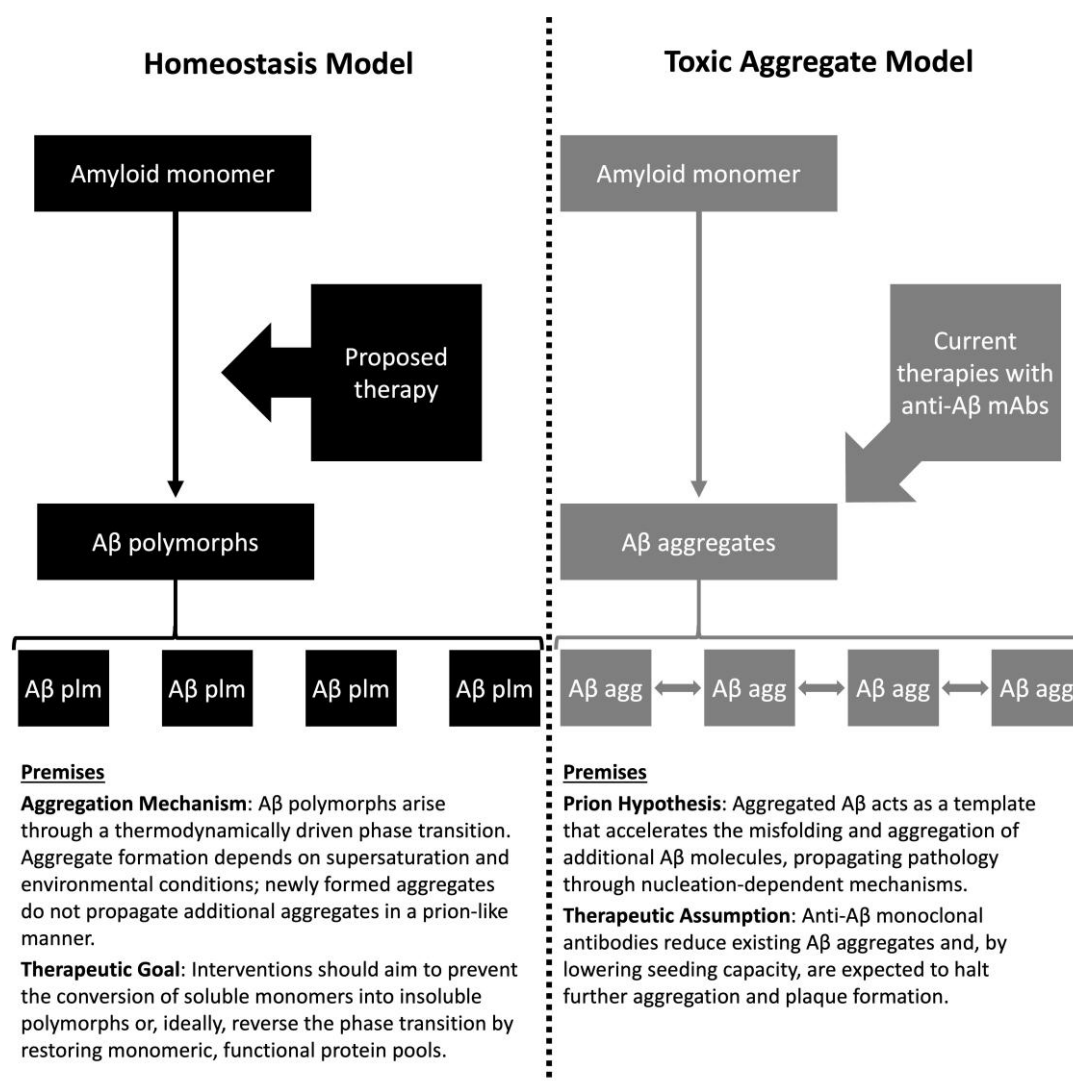 Homeostasis Model
Amyloid monomer
Proposed
therapy
Aβ polymorphs
Aβ plm
Aβ plm
Aβ plm
Aβ plm
Premises
Aggregation Mechanism: Aβ polymorphs arise
through a thermodynamically driven phase transition.
Aggregate formation depends on supersaturation and
environmental conditions; newly formed aggregates
do not propagate additional aggregates in a prion-like
manner.
Therapeutic Goal: Interventions should aim to prevent
the conversion of soluble monomers into insoluble
polymorphs or, ideally, reverse the phase transition by
restoring monomeric, functional protein pools.
Toxic Aggregate Model
Amyloid monomer
Current
therapies with
anti-Aβ mAbs
Aβ aggregates
Aβ agg
Aβ agg
Aβ agg
Aβ agg
Premises
Prion Hypothesis: Aggregated Aβ acts as a template
that accelerates the misfolding and aggregation of
additional Aβ molecules, propagating pathology
through nucleation-dependent mechanisms.
Therapeutic Assumption: Anti-Aβ monoclonal
antibodies reduce existing Aβ aggregates and, by
lowering seeding capacity, are expected to halt
further aggregation and plaque formation.